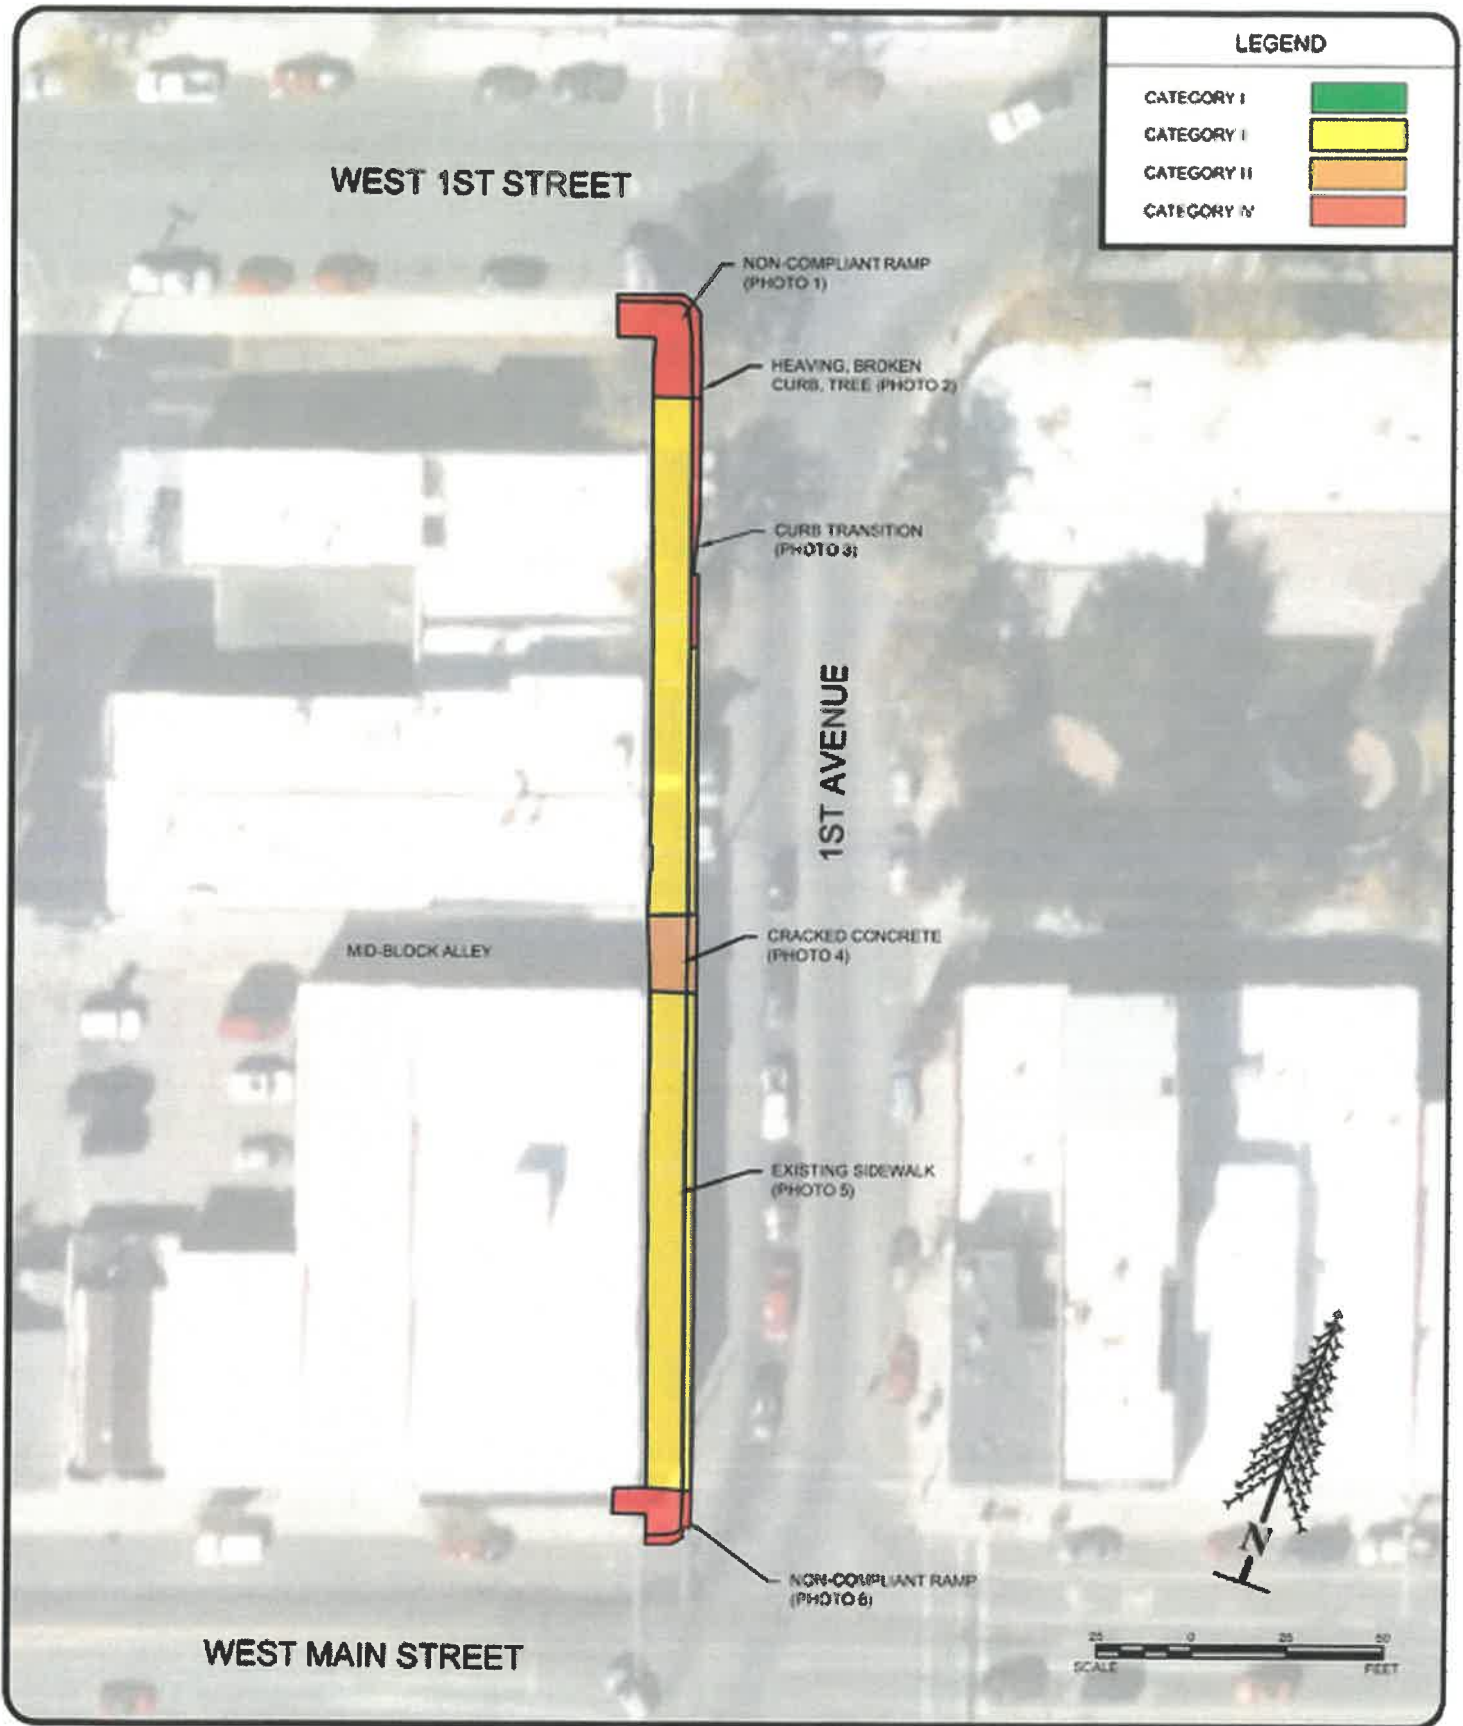 LEGEND
CATEGORY I
CATEGORY I
CATEGORY II
CATEGORY IV
WEST 1ST STREET
NON-COMPLIANT RAMP
(PHOTO 1)
HEAVING, BROKEN
CURB, TREE (PHOTO 2)
CURB TRANSITION
(PHOTO 3)
1ST AVENUE
MID-BLOCK ALLEY
CRACKED CONCRETE
(PHOTO 4)
EXISTING SIDEWALK
(PHOTO 5)
N
NON-COMPLIANT RAMP
(PHOTO 6)
WEST MAIN STREET
25 0 25 50
SCALE FEET